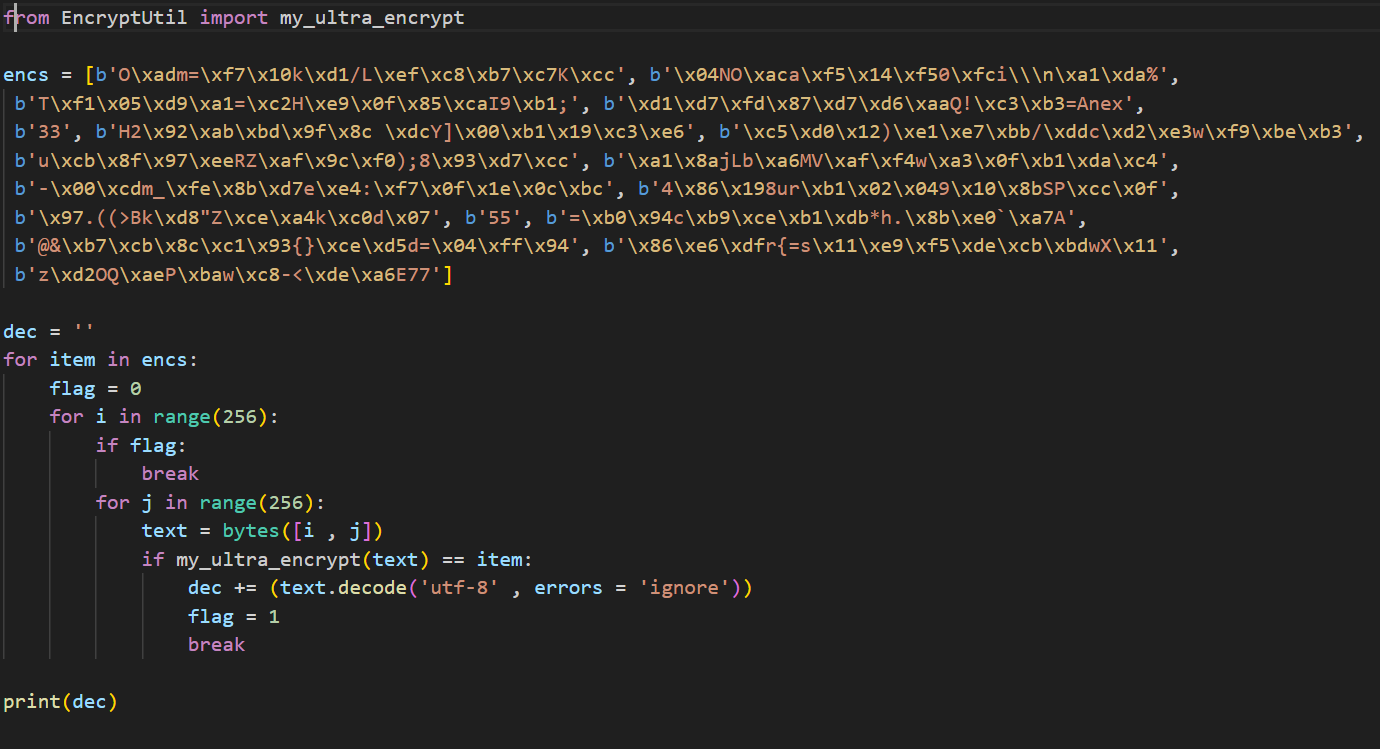 from EncryptUtil import my_ultra_encrypt
encs = [b'O\xadm=\xf7\x10k\xd1/L\xef\xc8\xb7\xc7K\xcc', b'\x04NO\xaca\xf5\x14\xf50\xfci\\\n\xa1\xda%',
b'T\xf1\x05\xd9\xa1=\xc2H\xe9\x0f\x85\xcaI9\xb1;', b'\xd1\xd7\xfd\x87\xd7\xd6\xaaQ!\xc3\xb3=Anex',
b'33', b'H2\x92\xab\xbd\x9f\x8c \xdcY]\x00\xb1\x19\xc3\xe6', b'\xc5\xd0\x12)\xe1\xe7\xbb/\xddc\xd2\xe3w\xf9\xbe\xb3',
b'u\xcb\x8f\x97\xeeRZ\xaf\x9c\xf0);8\x93\xd7\xcc', b'\xa1\x8ajLb\xa6MV\xaf\xf4w\xa3\x0f\xb1\xda\xc4',
b'-\x00\xcdm_\xfe\x8b\xd7e\xe4:\xf7\x0f\x1e\x0c\xbc', b'4\x86\x198ur\xb1\x02\x049\x10\x8bSP\xcc\x0f',
b'\x97.((>Bk\xd8"Z\xce\xa4k\xc0d\x07', b'55', b'=\xb0\x94c\xb9\xce\xb1\xdb*h.\x8b\xe0`\xa7A',
b'@&\xb7\xcb\x8c\xc1\x93{}\xce\xd5d=\x04\xff\x94', b'\x86\xe6\xdfr{=s\x11\xe9\xf5\xde\xcb\xbdwX\x11',
b'z\xd2OQ\xaeP\xbaw\xc8-<\xde\xa6E77']
dec = ''
for item in encs:
flag = 0
for i in range(256):
if flag:
break
for j in range(256):
text = bytes([i , j])
if my_ultra_encrypt(text) == item:
dec += (text.decode('utf-8' , errors = 'ignore'))
flag = 1
break
print(dec)